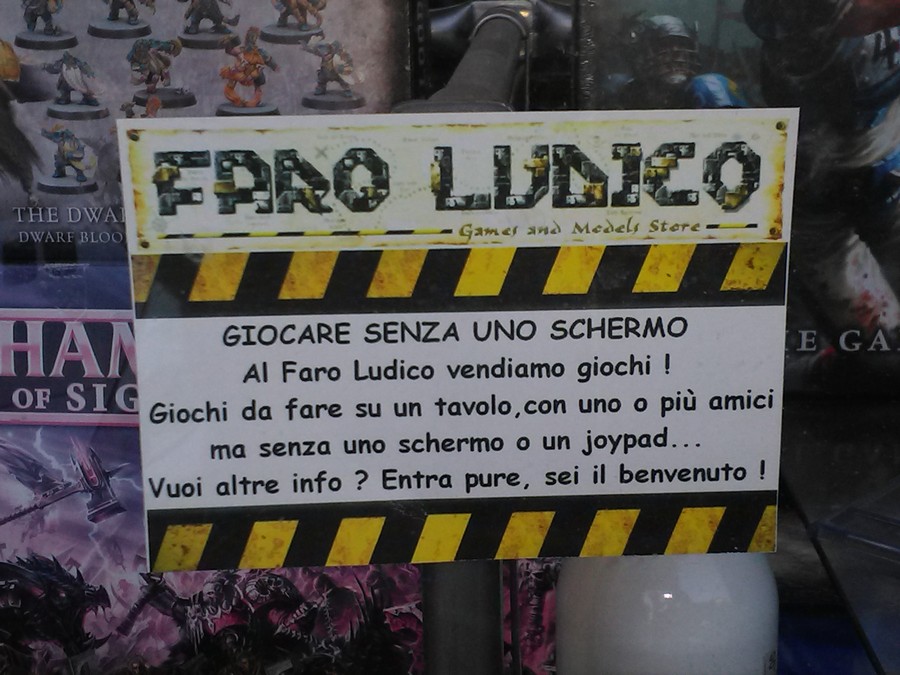 THE DWAR
DWARF BLOO
FARO LUDICO
Games and Models Store
GIOCARE SENZA UNO SCHERMO
Al Faro Ludico vendiamo giochi !
Giochi da fare su un tavolo,con uno o più amici
ma senza uno schermo o un joypad...
Vuoi altre info ? Entra pure, sei il benvenuto !
HAM
OF SIG
E GA